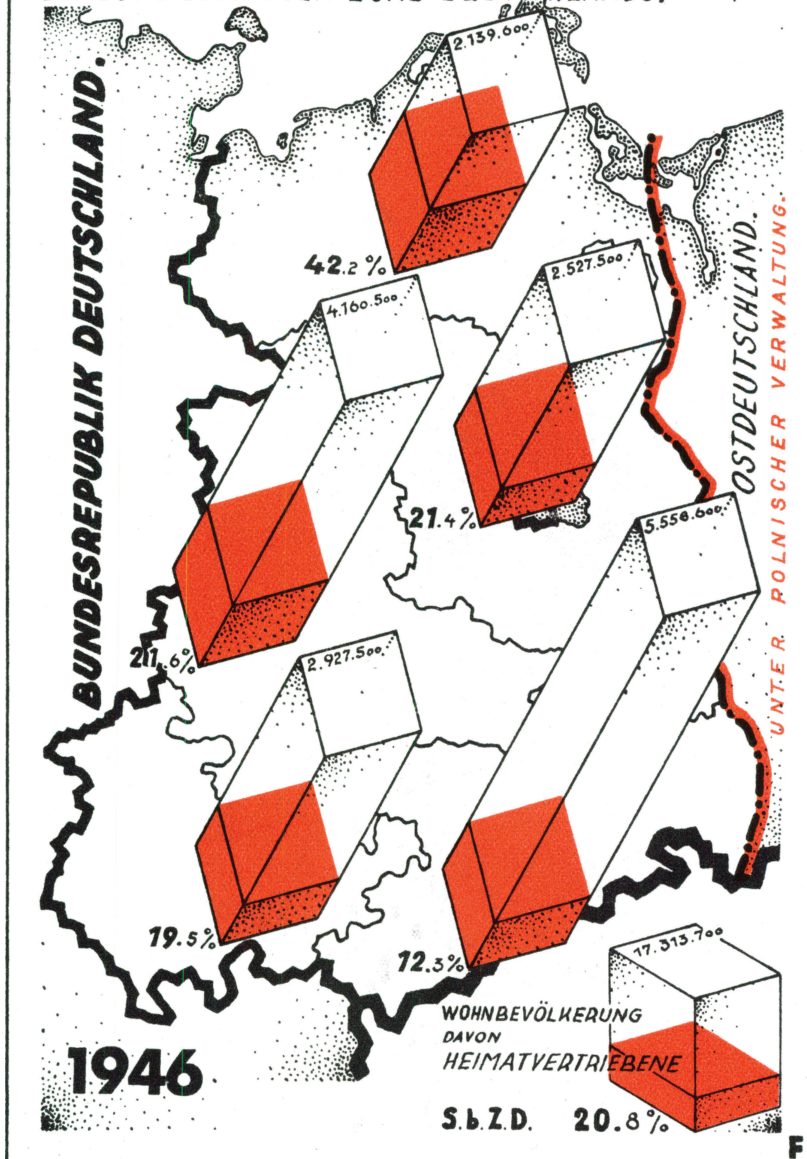 BUNDESREPUBLIK DEUTSCHLAND.
2.139.600
42.2%
4.160.500
2.527.500
OSTDEUTSCHLAND.
UNTER POLNISCHER VERWALTUNG.
21.4%
5.558.600
21.6%
2.927.500
19.5%
12.3%
17.313.700
WOHNBEVÖLKERUNG
DAVON
HEIMATVERTRIEBENE
1946
S.b.Z.D. 20.8%
F